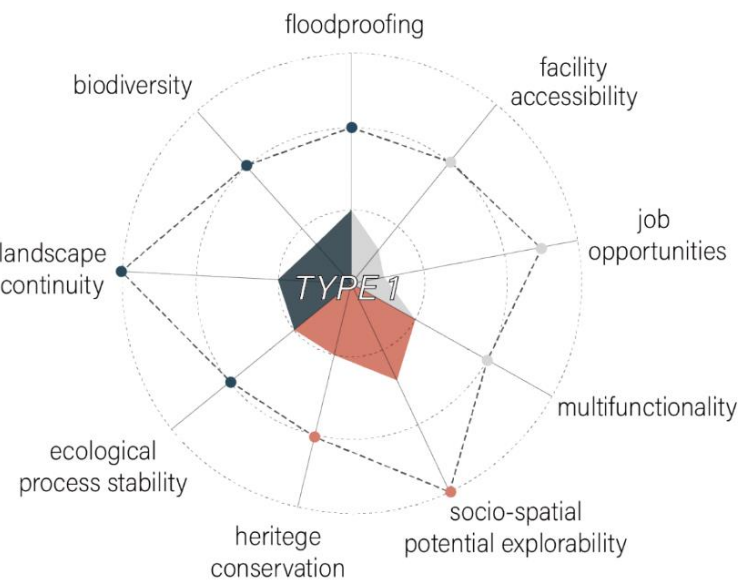 floodproofing
facility
accessibility
biodiversity
job
opportunities
landscape
continuity
TYPE 1
multifunctionality
ecological
process stability
socio-spatial
potential explorability
heritege
conservation